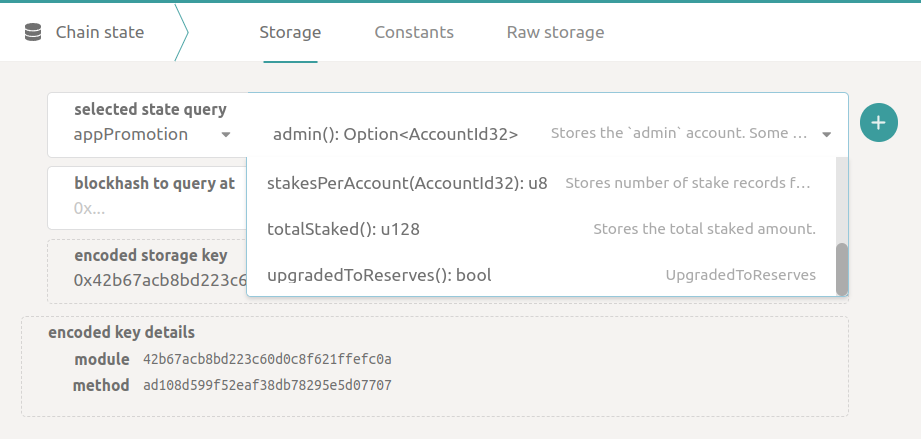 Chain state
Storage
Constants
Raw storage
selected state query
appPromotion
admin(): Option<AccountId32>
Stores the `admin` account. Some …
blockhash to query at
0x...
stakesPerAccount(AccountId32): u8
Stores number of stake records f…
totalStaked(): u128
Stores the total staked amount.
encoded storage key
0x42b67acb8bd223c6
upgradedToReserves(): bool
UpgradedToReserves
encoded key details
module 42b67acb8bd223c60d0c8f621ffefc0a
method ad108d599f52eaf38db78295e5d07707